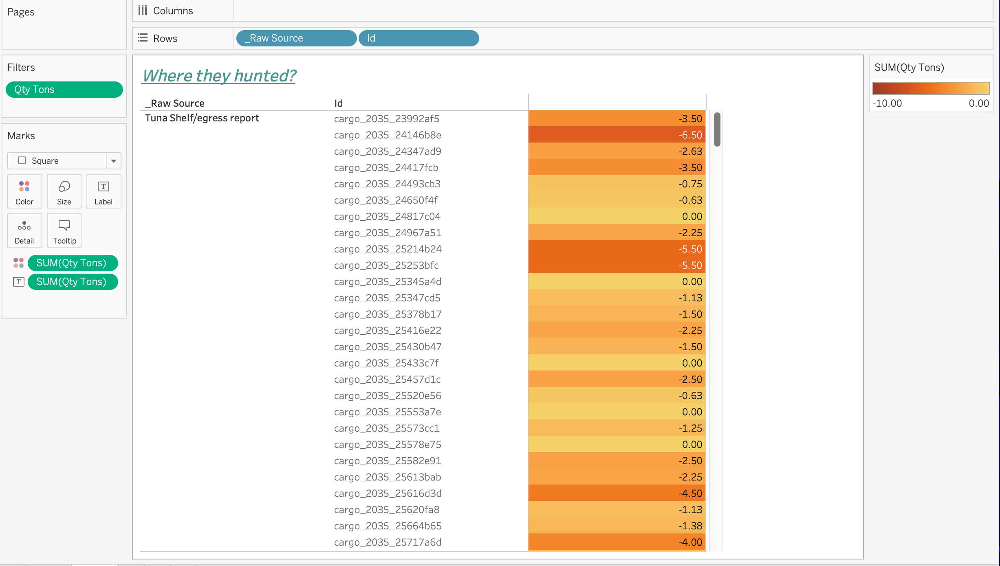 Pages
Columns
Rows
_Raw Source
Id
Filters
Qty Tons
Marks
Square
Color
Size
Label
Detail
Tooltip
SUM(Qty Tons)
SUM(Qty Tons)
Where they hunted?
_Raw Source Id
Tuna Shelf/egress report cargo_2035_23992af5 -3.50
cargo_2035_24146b8e -6.50
cargo_2035_24347ad9 -2.63
cargo_2035_24417fcb -3.50
cargo_2035_24493cb3 -0.75
cargo_2035_24650f4f -0.63
cargo_2035_24817c04 0.00
cargo_2035_24967a51 -2.25
cargo_2035_25214b24 -5.50
cargo_2035_25253bfc -5.50
cargo_2035_25345a4d 0.00
cargo_2035_25347cd5 -1.13
cargo_2035_25378b17 -1.50
cargo_2035_25416e22 -2.25
cargo_2035_25430b47 -1.50
cargo_2035_25433c7f 0.00
cargo_2035_25457d1c -2.50
cargo_2035_25520e56 -0.63
cargo_2035_25553a7e 0.00
cargo_2035_25573cc1 -1.25
cargo_2035_25578e75 0.00
cargo_2035_25582e91 -2.50
cargo_2035_25613bab -2.25
cargo_2035_25616d3d -4.50
cargo_2035_25620fa8 -1.13
cargo_2035_25664b65 -1.38
cargo_2035_25717a6d -4.00
SUM(Qty Tons)
-10.00 0.00